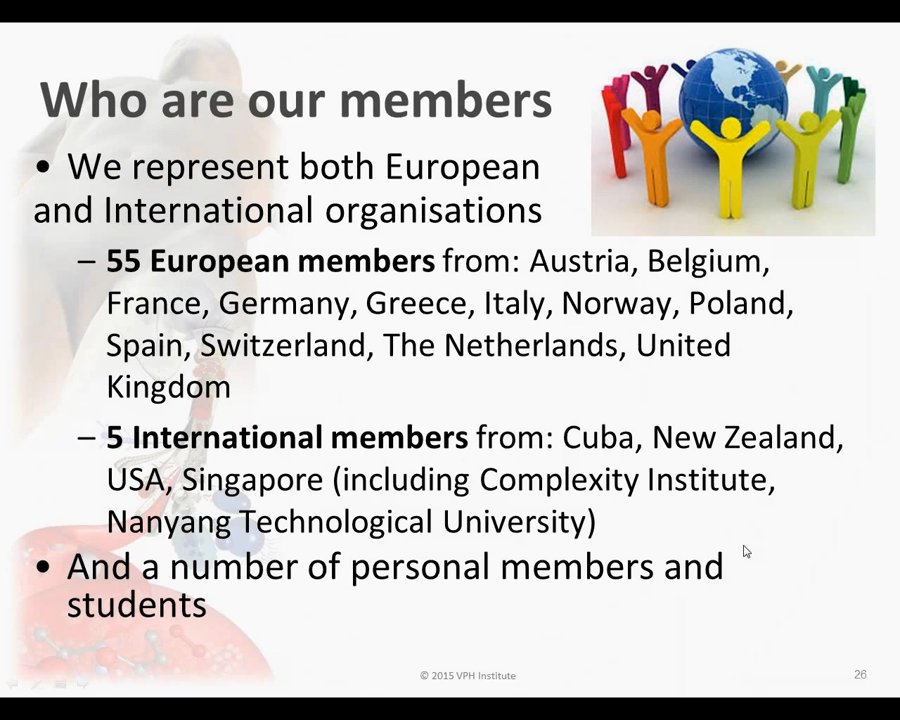 Who are our members
• We represent both European
and International organisations
– 55 European members from: Austria, Belgium,
France, Germany, Greece, Italy, Norway, Poland,
Spain, Switzerland, The Netherlands, United
Kingdom
– 5 International members from: Cuba, New Zealand,
USA, Singapore (including Complexity Institute,
Nanyang Technological University)
• And a number of personal members and
students
© 2015 VPH Institute
26